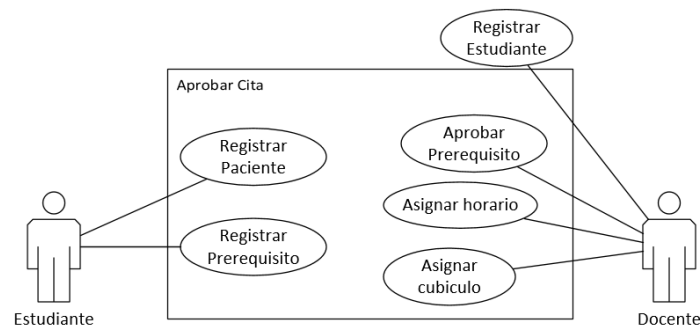 Registrar
Estudiante
Aprobar Cita
Registrar
Paciente
Aprobar
Prerequisito
Asignar horario
Registrar
Prerequisito
Asignar
cubiculo
Estudiante
Docente